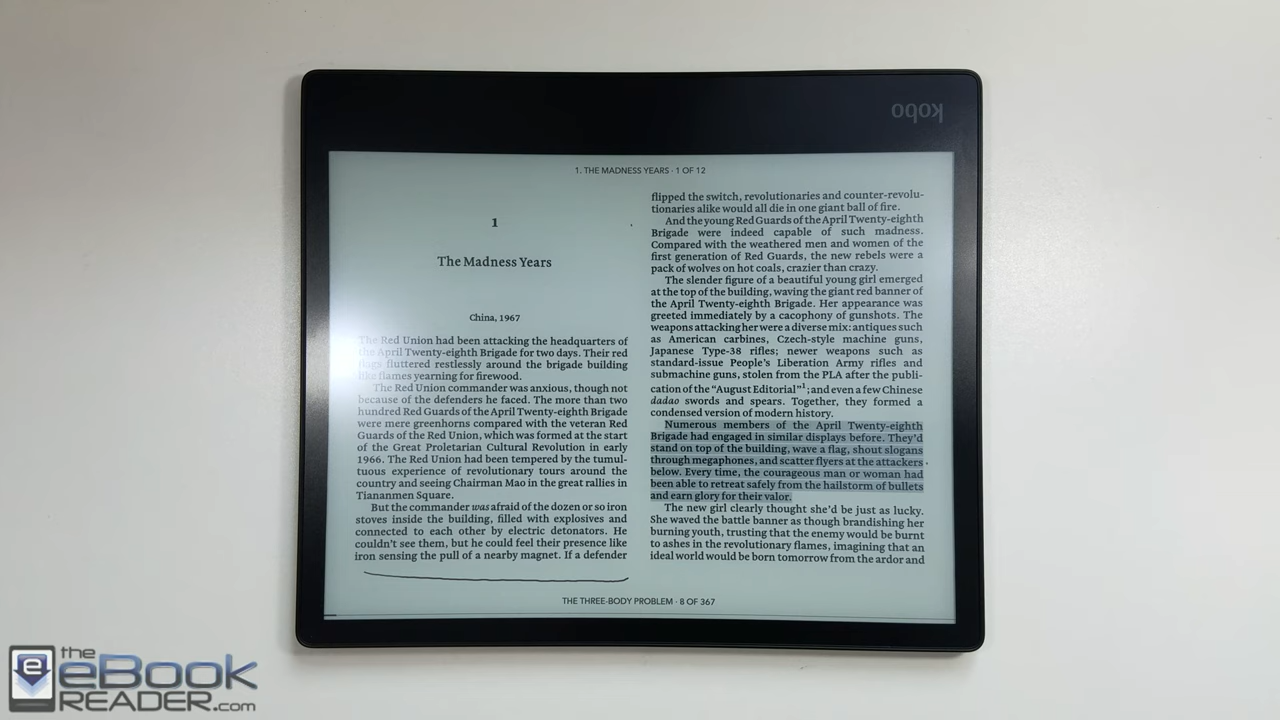 kobo
1. THE MADNESS YEARS · 1 OF 12
1
The Madness Years
China, 1967
The Red Union had been attacking the headquarters of
the April Twenty-eighth Brigade for two days. Their red
flags fluttered restlessly around the brigade building
like flames yearning for firewood.
The Red Union commander was anxious, though not
because of the defenders he faced. The more than two
hundred Red Guards of the April Twenty-eighth Brigade
were mere greenhorns compared with the veteran Red
Guards of the Red Union, which was formed at the start
of the Great Proletarian Cultural Revolution in early
1966. The Red Union had been tempered by the tumul-
tuous experience of revolutionary tours around the
country and seeing Chairman Mao in the great rallies in
Tiananmen Square.
But the commander was afraid of the dozen or so iron
stoves inside the building, filled with explosives and
connected to each other by electric detonators. He
couldn't see them, but he could feel their presence like
iron sensing the pull of a nearby magnet. If a defender
flipped the switch, revolutionaries and counter-revolu-
tionaries alike would all die in one giant ball of fire.
And the young Red Guards of the April Twenty-eighth
Brigade were indeed capable of such madness.
Compared with the weathered men and women of the
first generation of Red Guards, the new rebels were a
pack of wolves on hot coals, crazier than crazy.
The slender figure of a beautiful young girl emerged
at the top of the building, waving the giant red banner of
the April Twenty-eighth Brigade. Her appearance was
greeted immediately by a cacophony of gunshots. The
weapons attacking her were a diverse mix: antiques such
as American carbines, Czech-style machine guns,
Japanese Type-38 rifles; newer weapons such as
standard-issue People's Liberation Army rifles and
submachine guns, stolen from the PLA after the publi-
cation of the “August Editorial”¹; and even a few Chinese
dadao swords and spears. Together, they formed a
condensed version of modern history.
Numerous members of the April Twenty-eighth
Brigade had engaged in similar displays before. They'd
stand on top of the building, wave a flag, shout slogans
through megaphones, and scatter flyers at the attackers
below. Every time, the courageous man or woman had
been able to retreat safely from the hailstorm of bullets
and earn glory for their valor.
The new girl clearly thought she'd be just as lucky.
She waved the battle banner as though brandishing her
burning youth, trusting that the enemy would be burnt
to ashes in the revolutionary flames, imagining that an
ideal world would be born tomorrow from the ardor and
THE THREE-BODY PROBLEM · 8 OF 367
the
eBook
READER.com